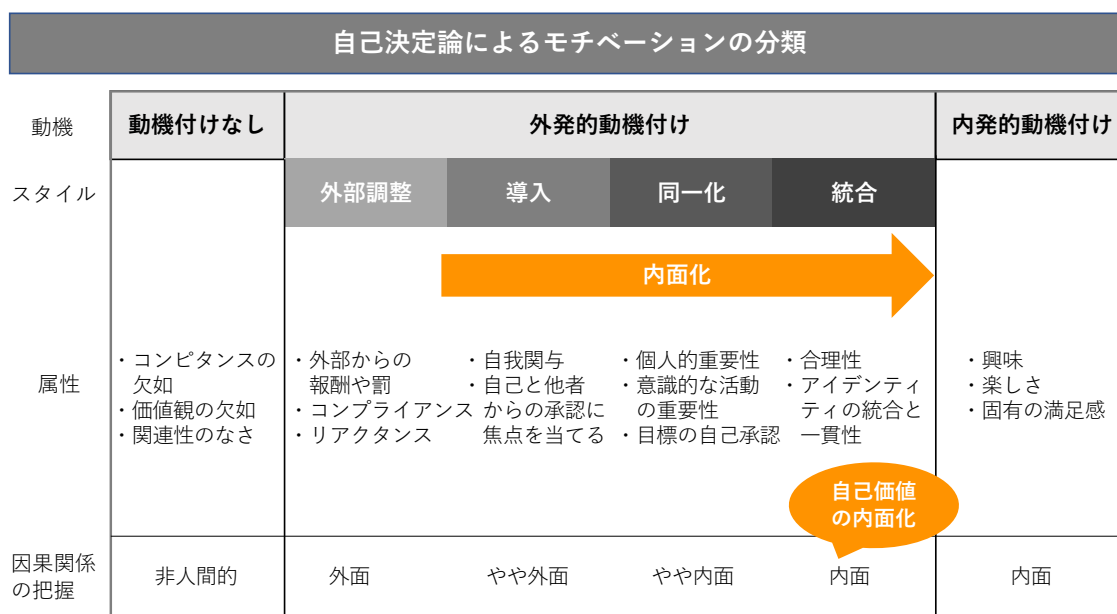 自己決定論によるモチベーションの分類
動機
動機付けなし
外発的動機付け
内発的動機付け
スタイル
外部調整
導入
同一化
統合
内面化
属性
・コンピタンスの
欠如
・価値観の欠如
・関連性のなさ
・外部からの
報酬や罰
・コンプライアンス
・リアクタンス
・自我関与
・自己と他者
からの承認に
焦点を当てる
・個人的重要性
・意識的な活動
の重要性
・目標の自己承認
・合理性
・アイデンティ
ティの統合と
一貫性
・興味
・楽しさ
・固有の満足感
自己価値
の内面化
因果関係
の把握
非人間的
外面
やや外面
やや内面
内面
内面